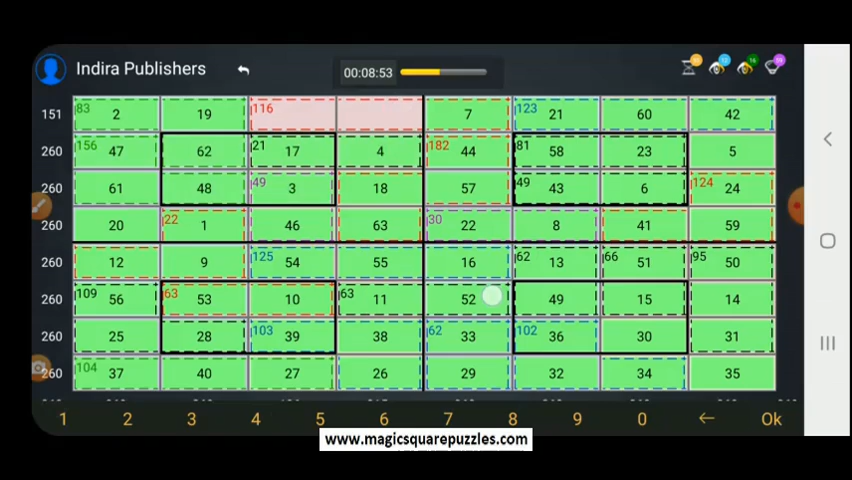 Indira Publishers
00:08:53
151 83 2 19 116 7 123 21 60 42
260 156 47 62 21 17 4 182 44 81 58 23 5
260 61 48 49 3 18 57 49 43 6 124 24
260 20 22 1 46 63 30 22 8 41 59
260 12 9 125 54 55 16 62 13 66 51 95 50
260 109 56 63 53 10 63 11 52 49 15 14
260 25 28 103 39 38 62 33 102 36 30 31
260 104 37 40 27 26 29 32 34 35
1 2 3 4 5 6 7 8 9 0 ← Ok
www.magicsquarepuzzles.com